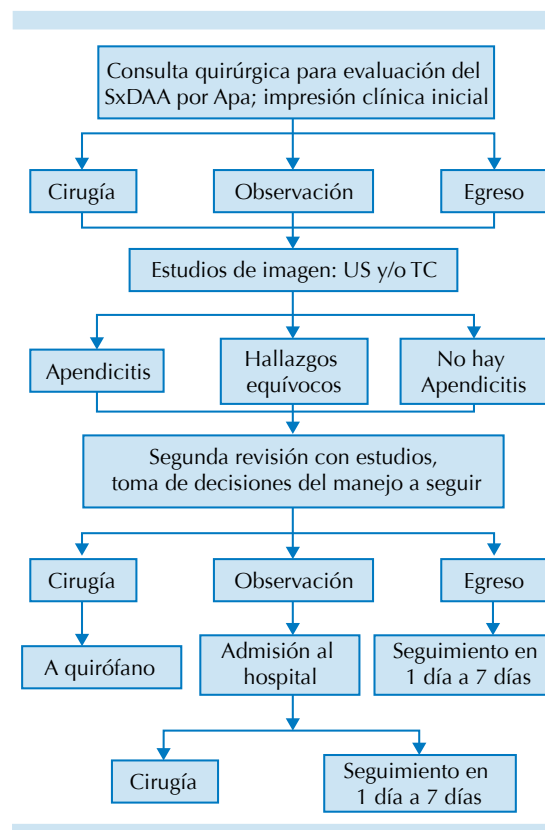 Consulta quirúrgica para evaluación del
SxDAA por Apa; impresión clínica inicial
Cirugía
Observación
Egreso
Estudios de imagen: US y/o TC
Apendicitis
Hallazgos
equívocos
No hay
Apendicitis
Segunda revisión con estudios,
toma de decisiones del manejo a seguir
Cirugía
Observación
Egreso
A quirófano
Admisión al
hospital
Seguimiento en
1 día a 7 días
Cirugía
Seguimiento en
1 día a 7 días